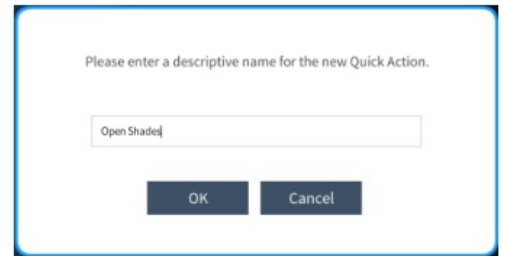 Please enter a descriptive name for the new Quick Action.
Open Shades
OK Cancel